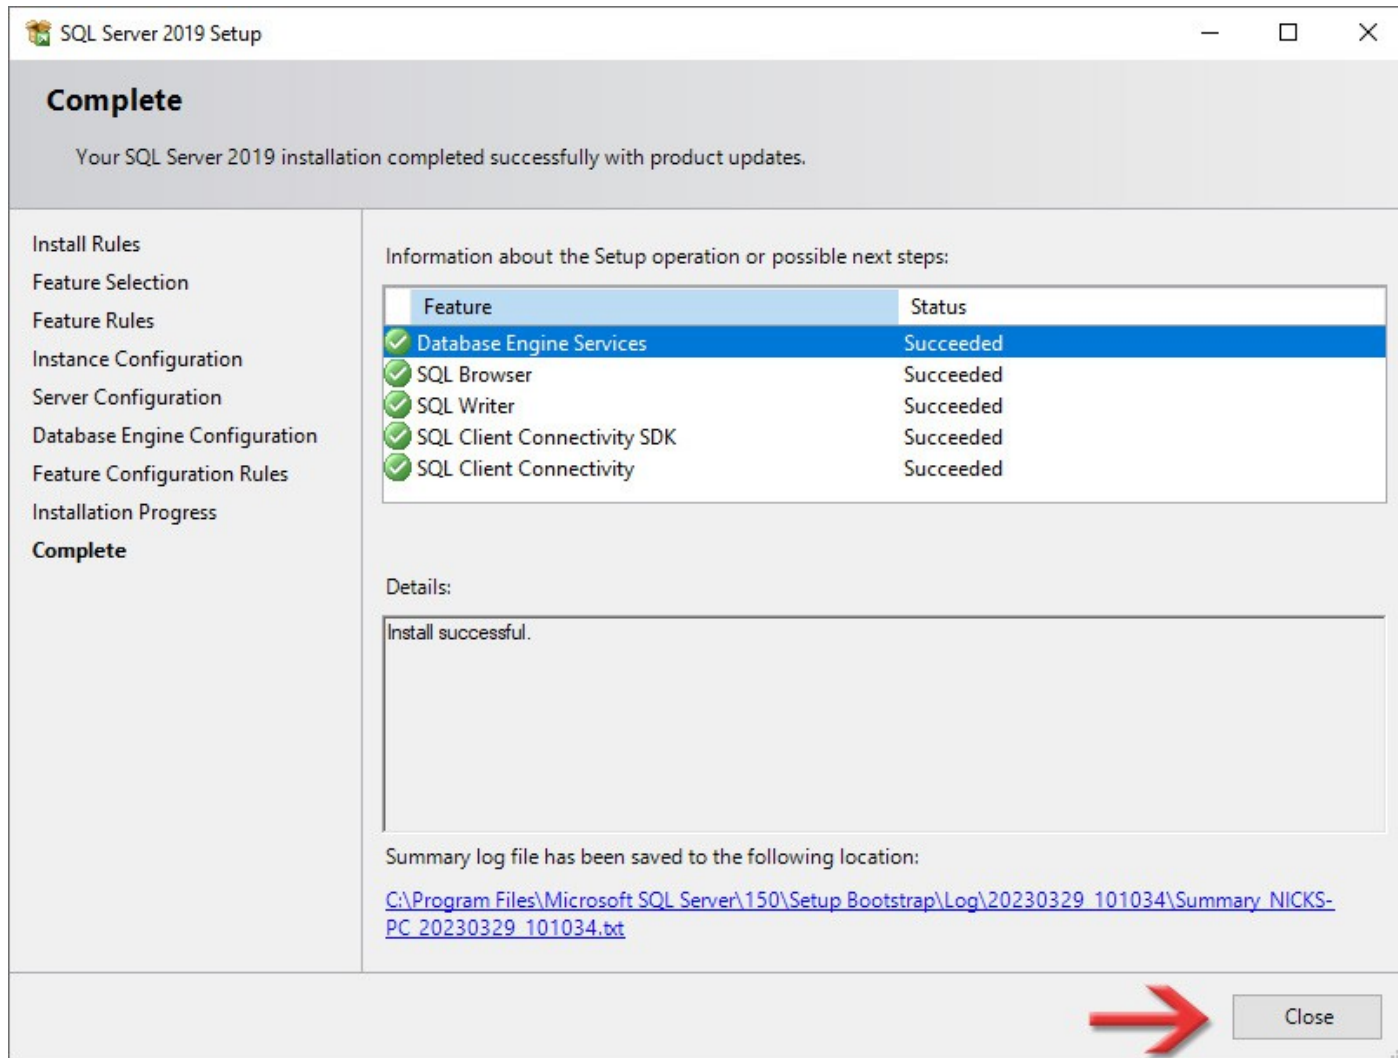 SQL Server 2019 Setup
Complete
Your SQL Server 2019 installation completed successfully with product updates.
Install Rules
Feature Selection
Feature Rules
Instance Configuration
Server Configuration
Database Engine Configuration
Feature Configuration Rules
Installation Progress
Complete
Information about the Setup operation or possible next steps:
Feature Status
Database Engine Services Succeeded
SQL Browser Succeeded
SQL Writer Succeeded
SQL Client Connectivity SDK Succeeded
SQL Client Connectivity Succeeded
Details:
Install successful.
Summary log file has been saved to the following location:
C:\Program Files\Microsoft SQL Server\150\Setup Bootstrap\Log\20230329_101034\Summary_NICKS-
PC_20230329_101034.txt
Close